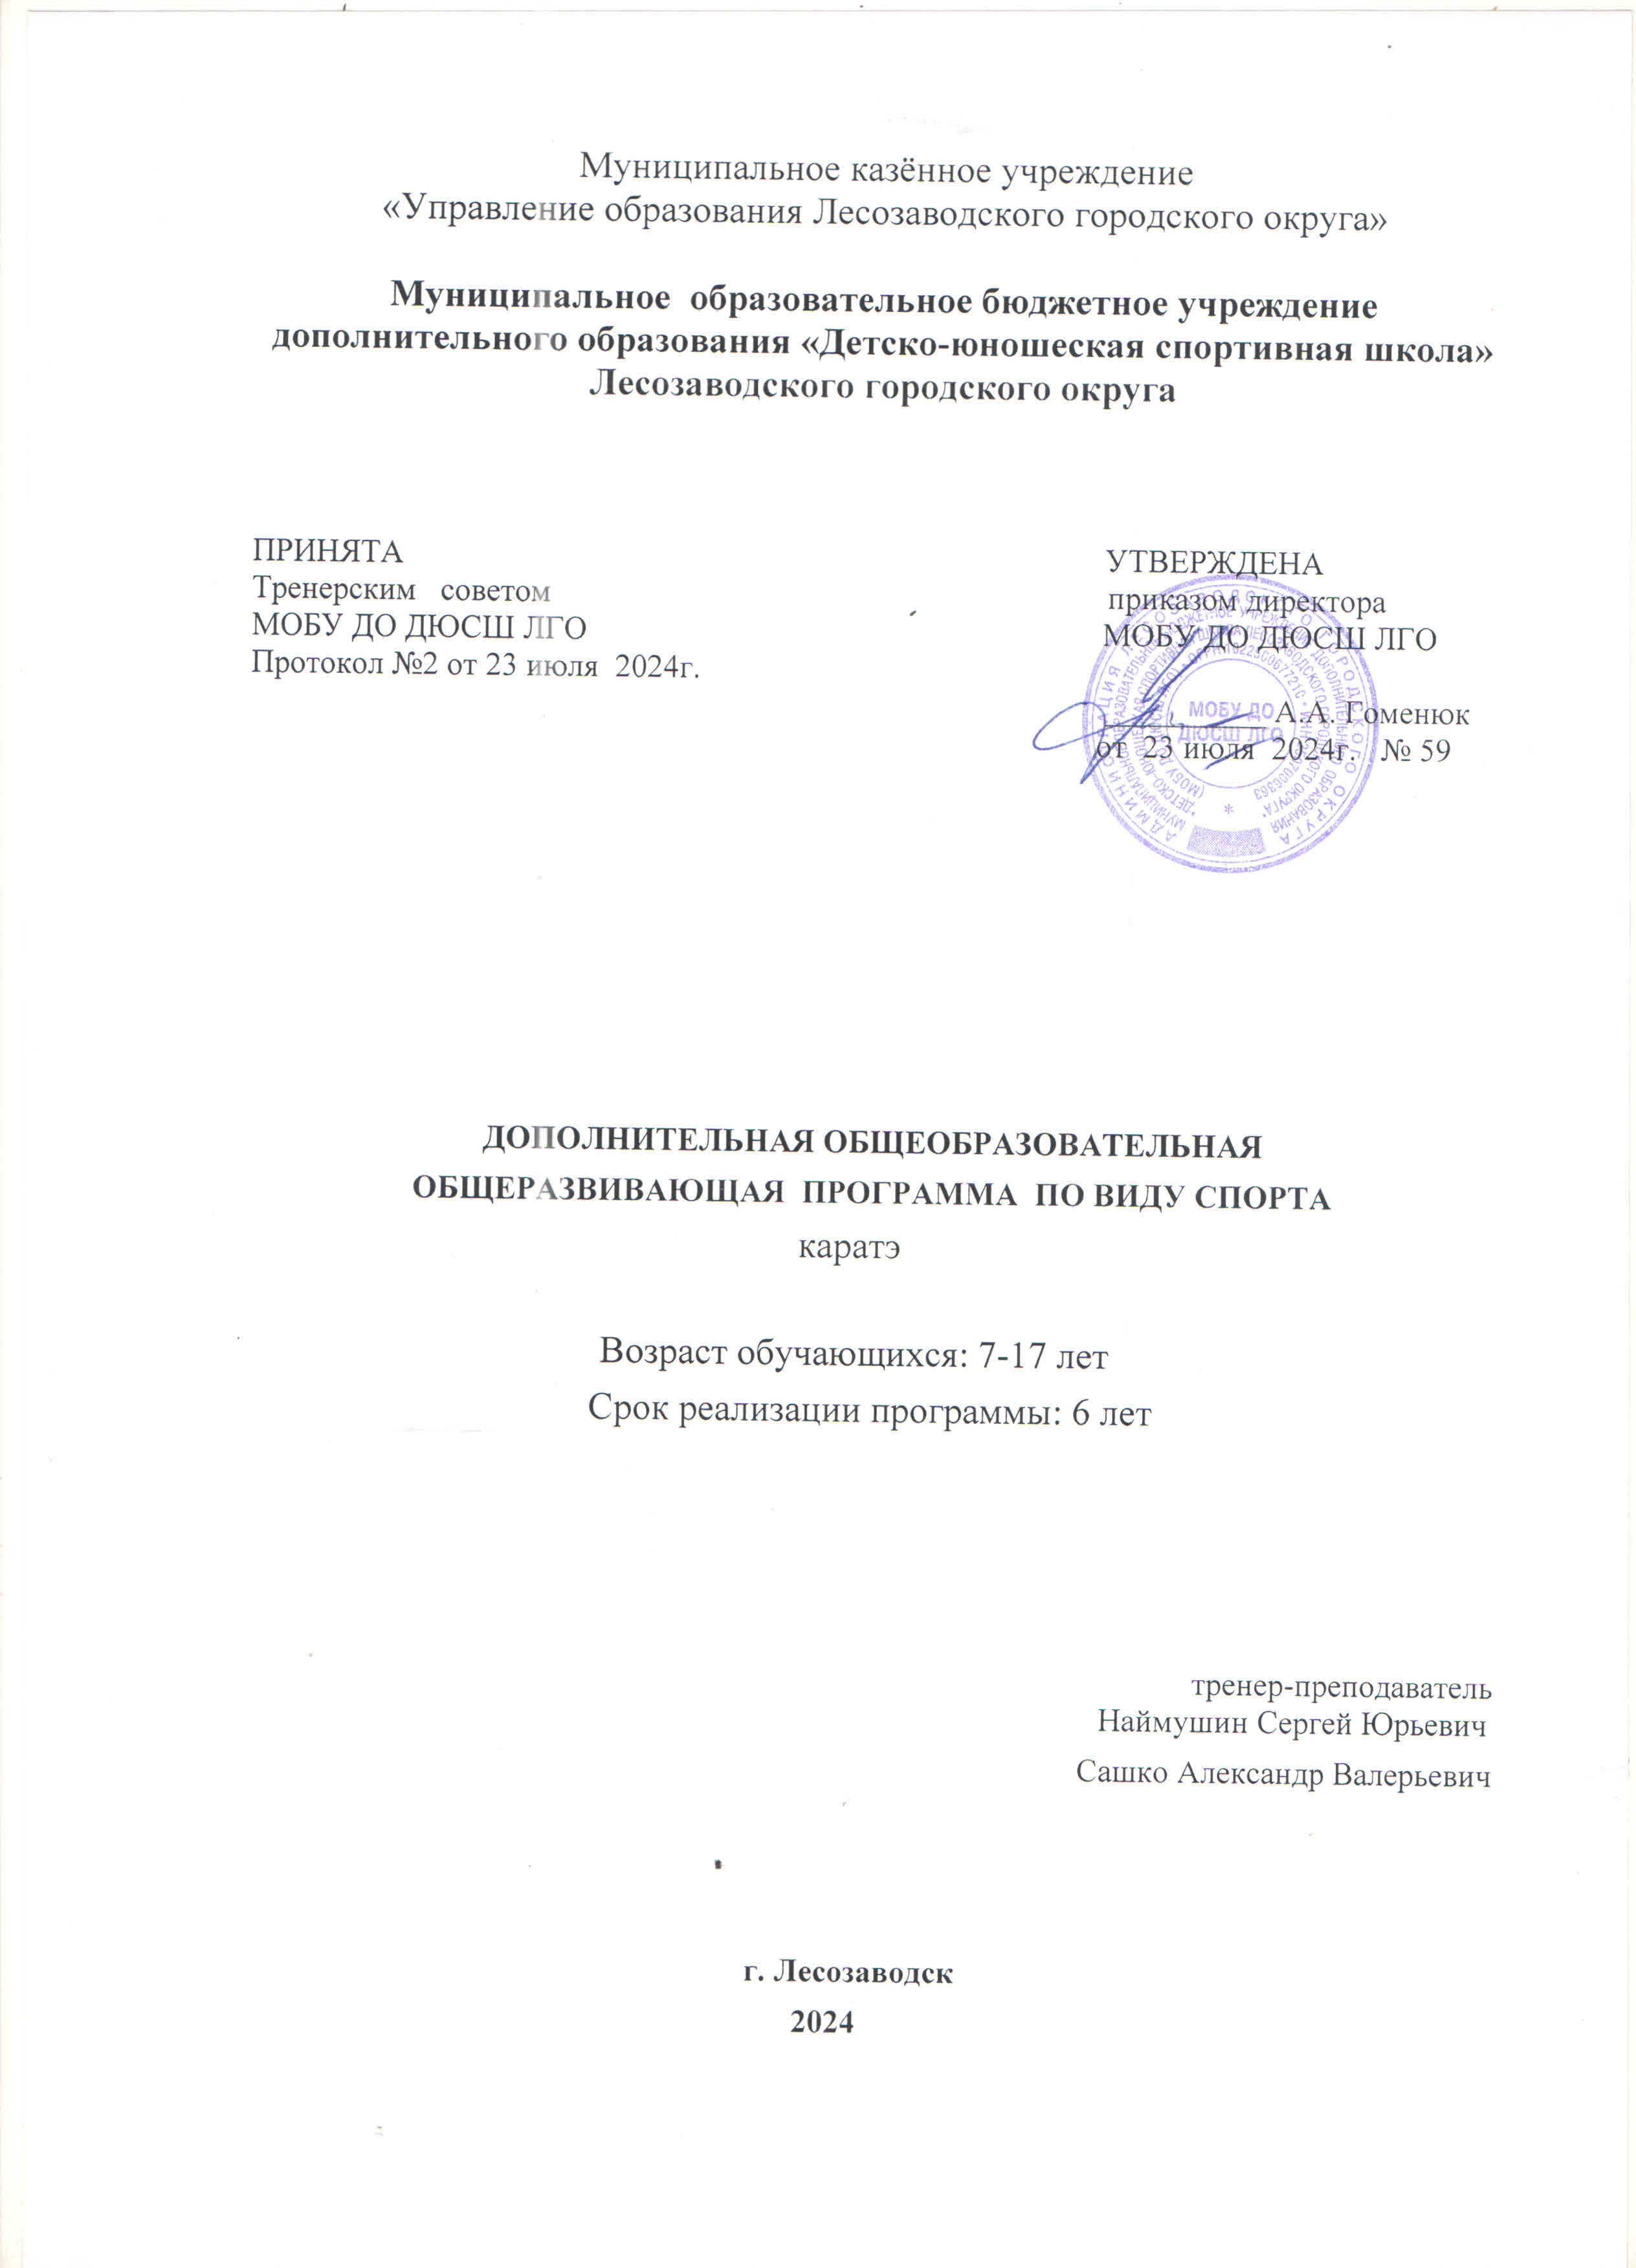 Муниципальное казённое учреждение
«Управление образования Лесозаводского городского округа»
Муниципальное образовательное бюджетное учреждение
дополнительного образования «Детско-юношеская спортивная школа»
Лесозаводского городского округа
ПРИНЯТА
Тренерским советом
МОБУ ДО ДЮСШ ЛГО
Протокол №2 от 23 июля 2024г.
УТВЕРЖДЕНА
приказом директора
МОБУ ДО ДЮСШ ЛГО
А.А. Гоменюк
от 23 июля 2024г. № 59
МОБУ ДО
ДЮСШ ЛГО
ДОПОЛНИТЕЛЬНАЯ ОБЩЕОБРАЗОВАТЕЛЬНАЯ
ОБЩЕРАЗВИВАЮЩАЯ ПРОГРАММА ПО ВИДУ СПОРТА
каратэ
Возраст обучающихся: 7-17 лет
Срок реализации программы: 6 лет
тренер-преподаватель
Наймушин Сергей Юрьевич
Сашко Александр Валерьевич
г. Лесозаводск
2024